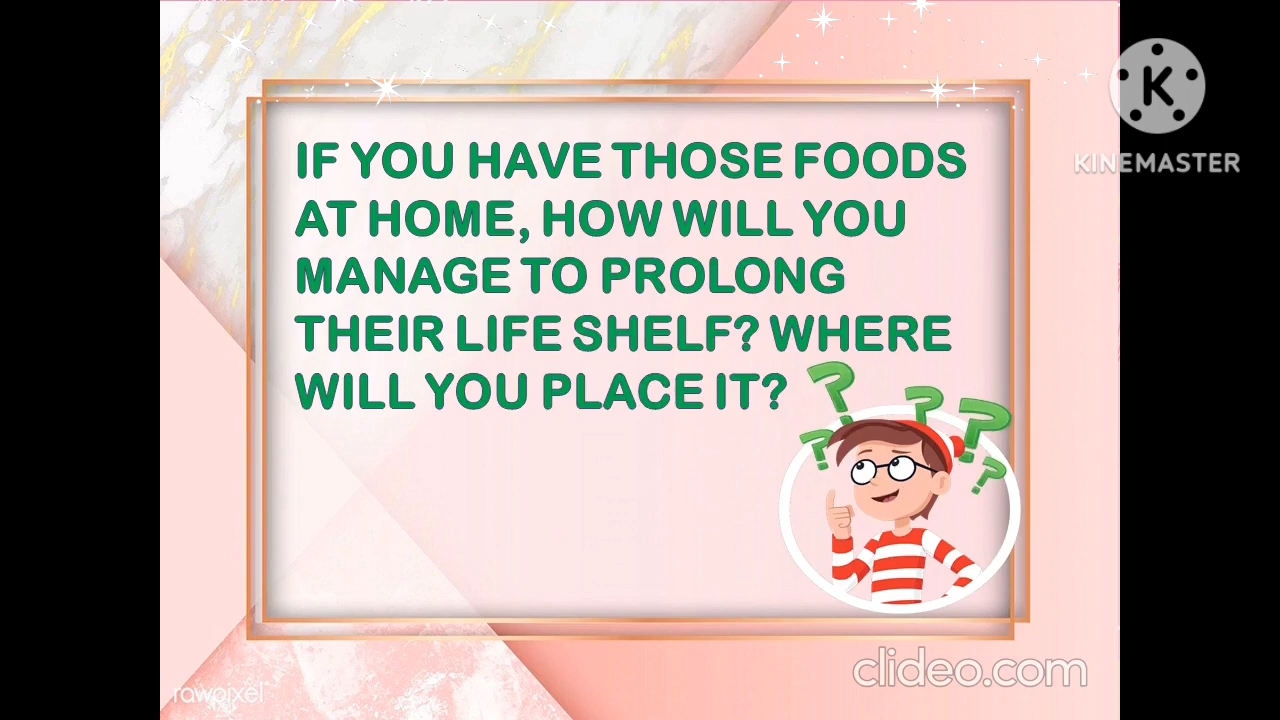 IF YOU HAVE THOSE FOODS
AT HOME, HOW WILL YOU
MANAGE TO PROLONG
THEIR LIFE SHELF? WHERE
WILL YOU PLACE IT?
K
KINEMASTER
clideo.com
rawpixel